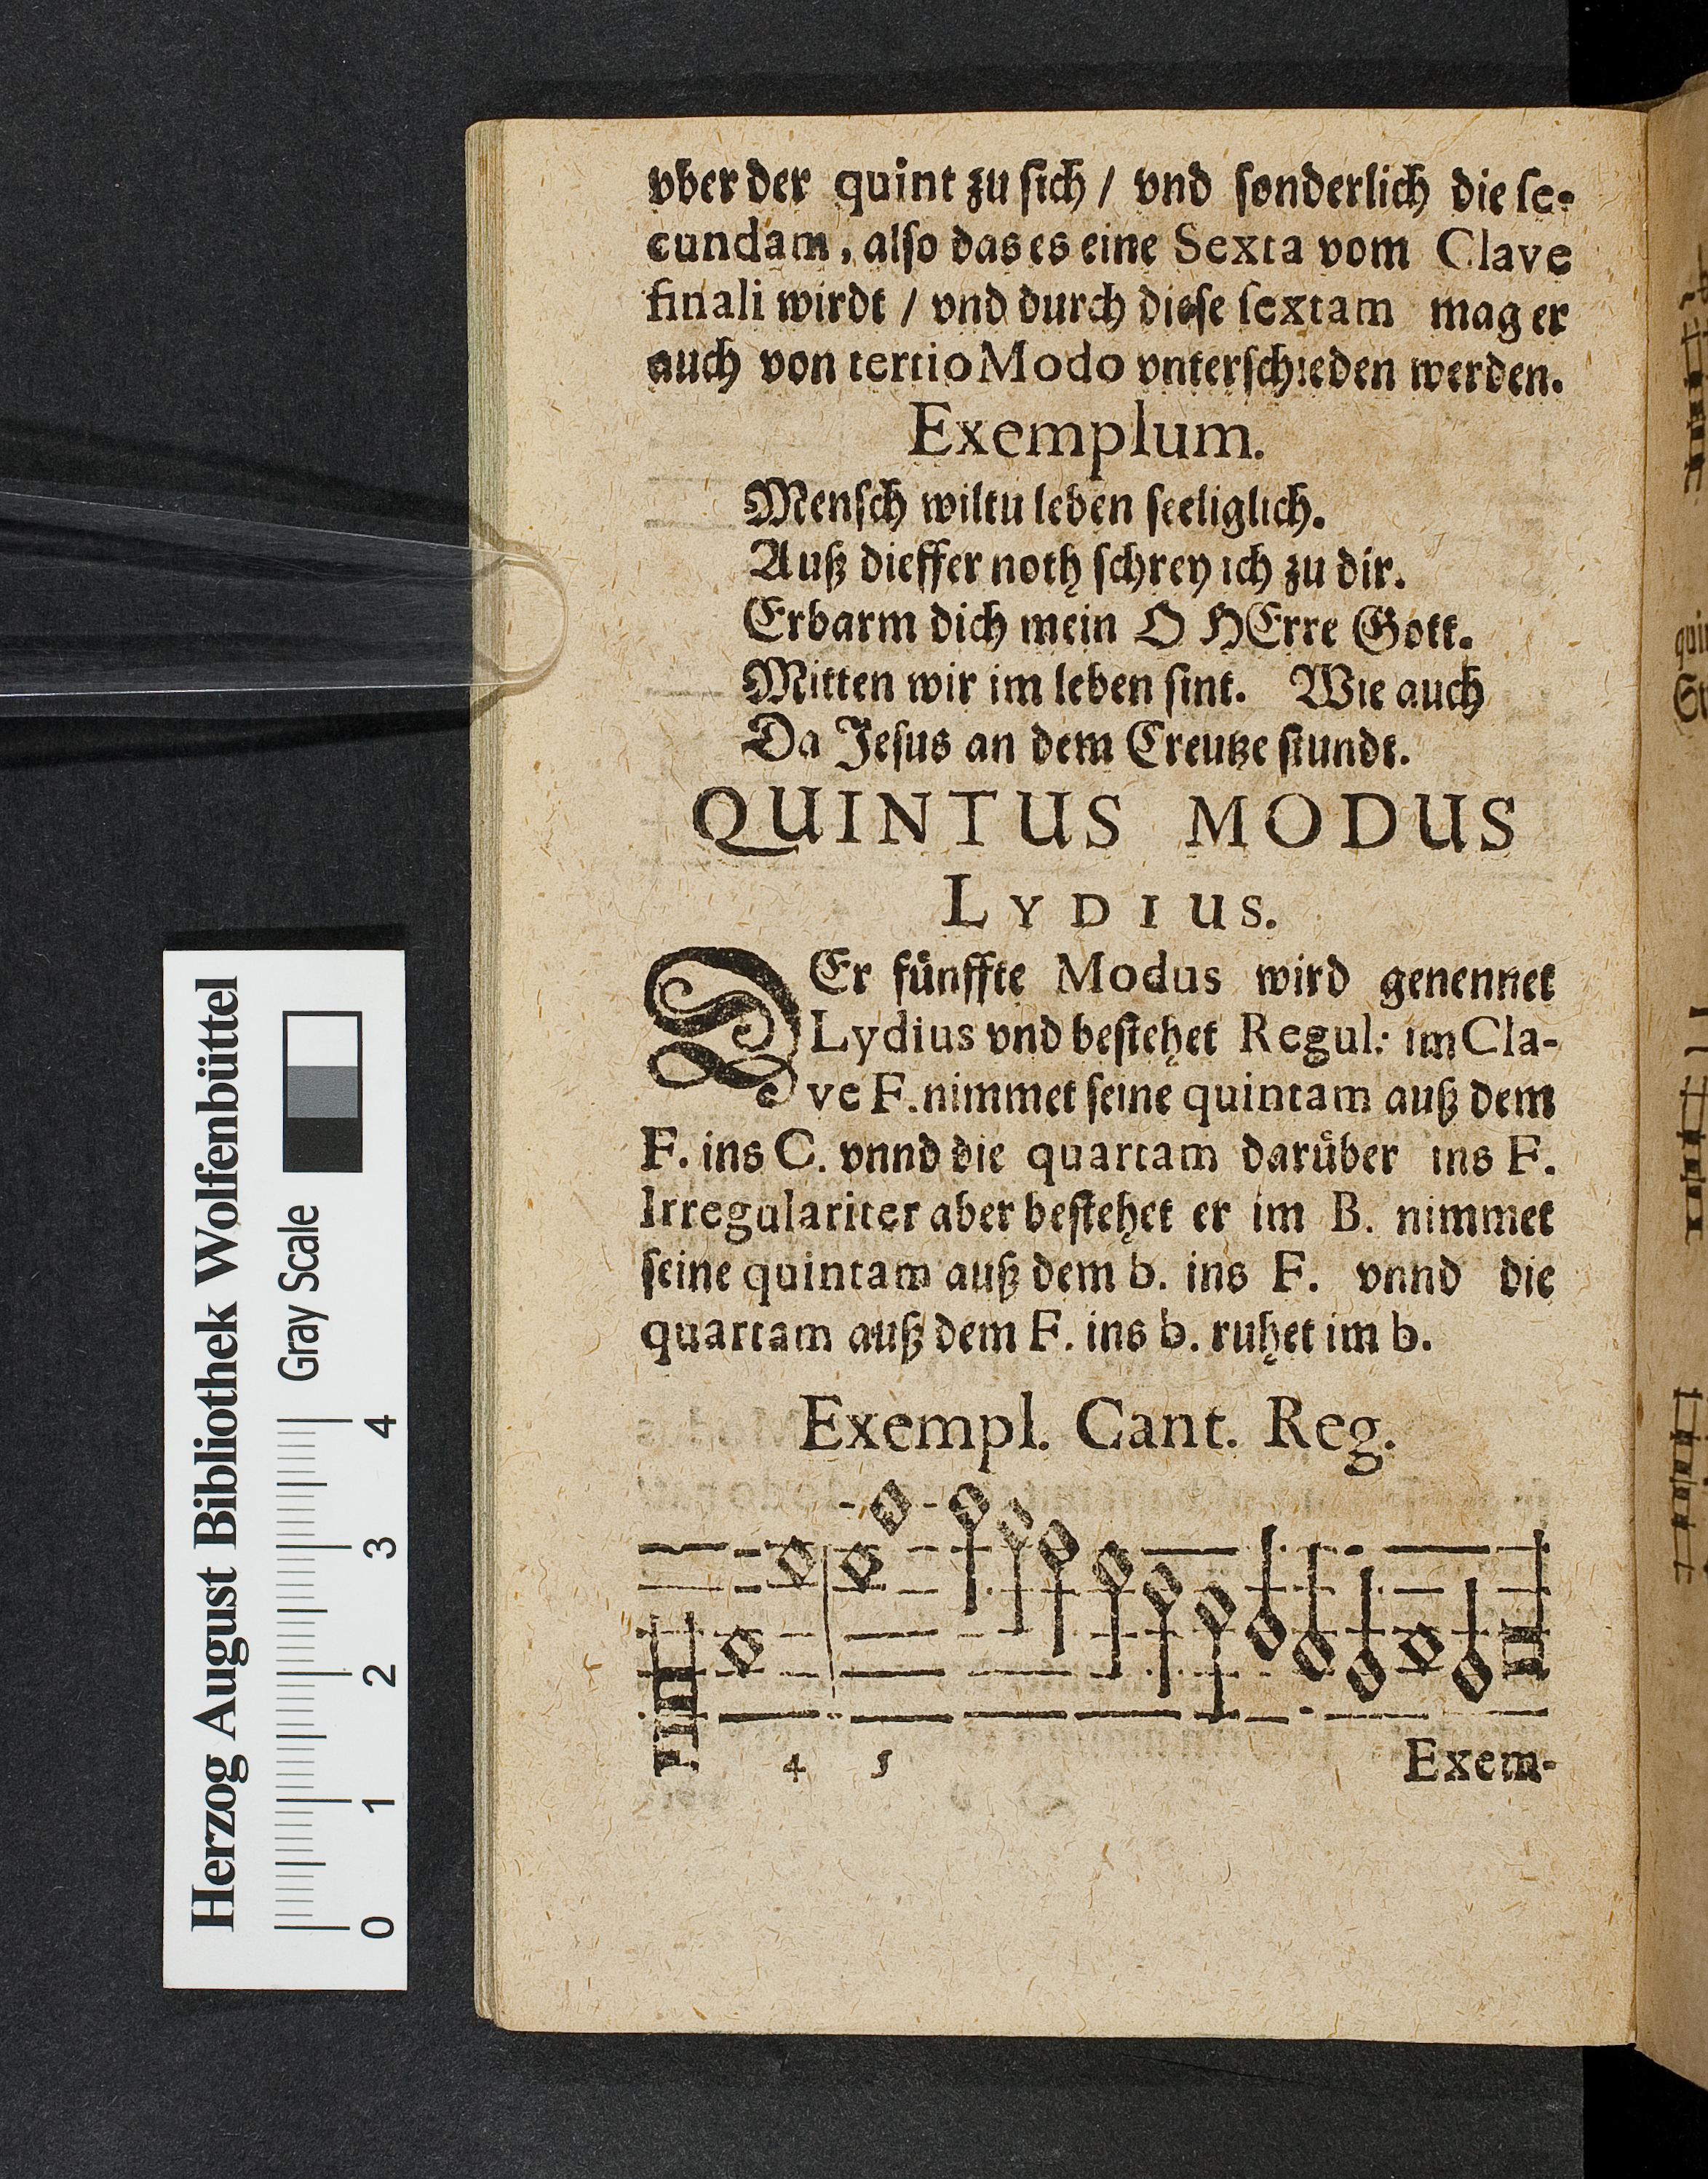 vber der quint zu sich / vnd sonderlich die se-
cundam, also das es eine Sexta vom Clave
finali wirdt / vnd durch diese sextam mag er
auch von tertio Modo vnterschieden werden.
Exemplum.
Mensch wiltu leben seeliglich.
Auß dieffer noth schrey ich zu dir.
Erbarm dich mein O HErre Gott.
Mitten wir im leben sint. Wie auch
Da Jesus an dem Creutze stundt.
QUINTUS MODUS
LYDIUS.
DEr fünffte Modus wird genennet
Lydius vnd bestehet Regul: im Cla-
ve F. nimmet seine quintam auß dem
F. ins C. vnnd die quartam darüber ins F.
Irregulariter aber bestehet er im B. nimmet
seine quintam auß dem b. ins F. vnnd die
quartam auß dem F. ins b. ruhet im b.
Exempl. Cant. Reg.
4 5
Exem-
Herzog August Bibliothek Wolfenbüttel
Gray Scale
0 1 2 3 4